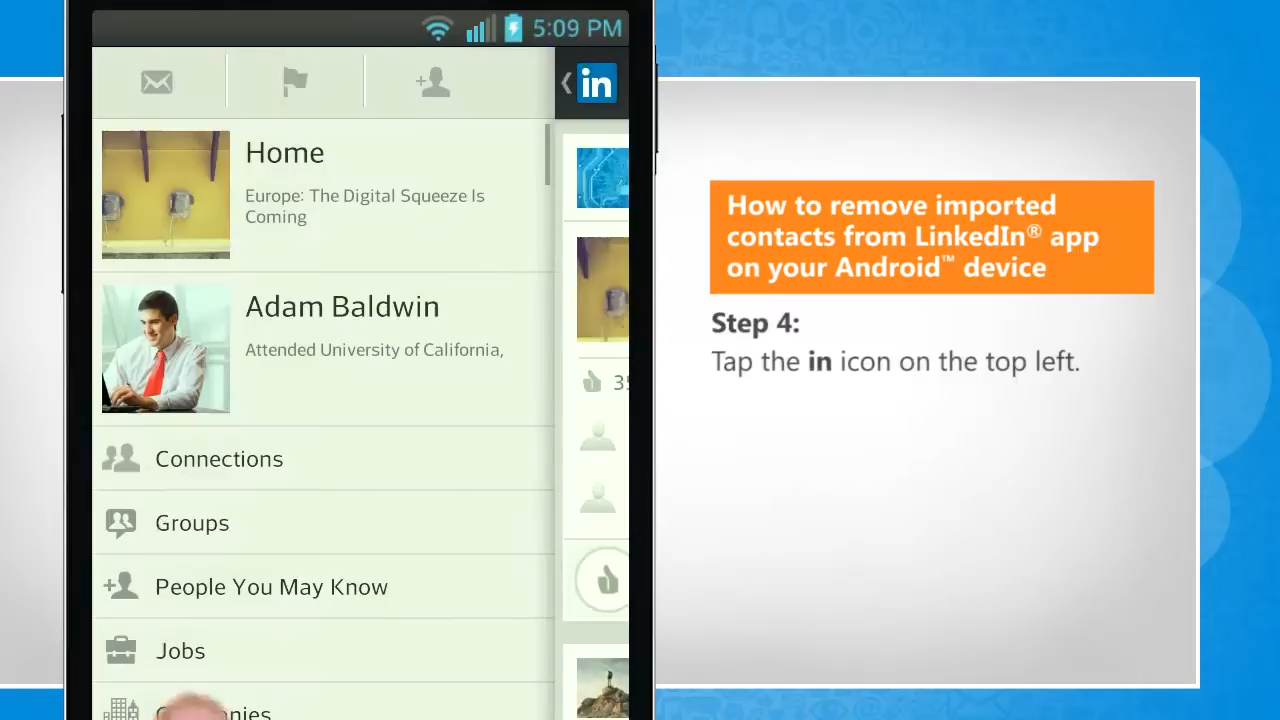 5:09 PM
in
Home
Europe: The Digital Squeeze Is
Coming
Adam Baldwin
Attended University of California,
Connections
Groups
People You May Know
Jobs
How to remove imported
contacts from LinkedIn® app
on your Android™ device
Step 4:
Tap the in icon on the top left.